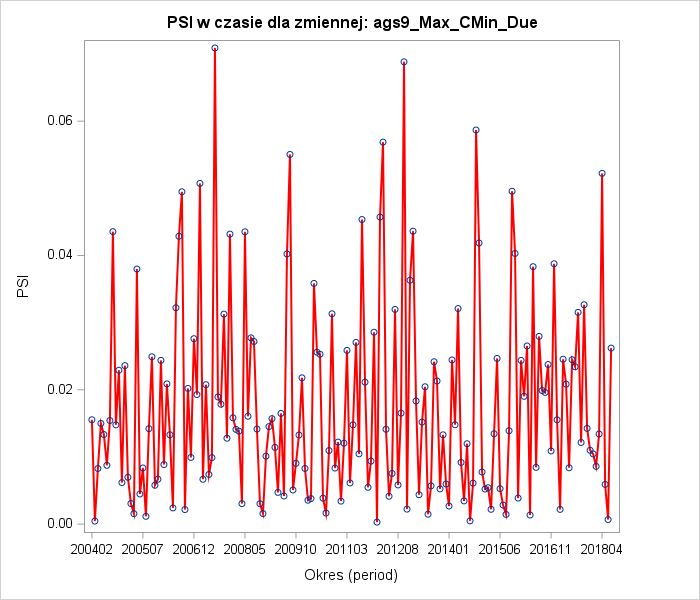 PSI w czasie dla zmiennej: ags9_Max_CMin_Due
PSI
0.06
0.04
0.02
0.00
200402 200507 200612 200805 200910 201103 201208 201401 201506 201611 201804
Okres (period)